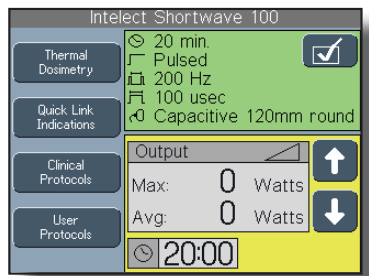 Intelect Shortwave 100
Thermal
Dosimetry
Quick Link
Indications
Clinical
Protocols
User
Protocols
20 min.
Pulsed
200 Hz
100 usec
Capacitive 120mm round
Output
Max: 0 Watts
Avg: 0 Watts
20:00